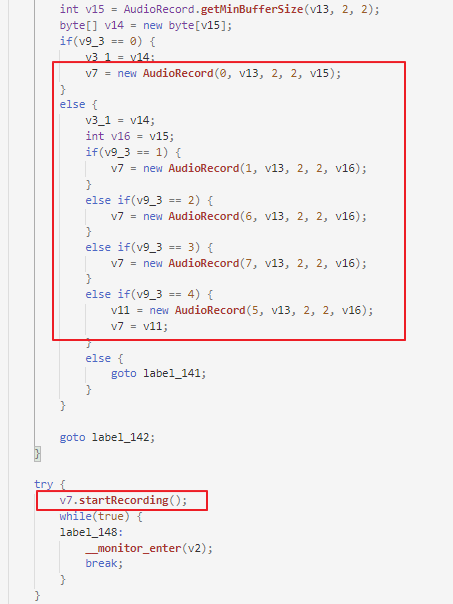 int v15 = AudioRecord.getMinBufferSize(v13, 2, 2);
byte[] v14 = new byte[v15];
if(v9_3 == 0) {
v3_1 = v14;
v7 = new AudioRecord(0, v13, 2, 2, v15);
}
else {
v3_1 = v14;
int v16 = v15;
if(v9_3 == 1) {
v7 = new AudioRecord(1, v13, 2, 2, v16);
}
else if(v9_3 == 2) {
v7 = new AudioRecord(6, v13, 2, 2, v16);
}
else if(v9_3 == 3) {
v7 = new AudioRecord(7, v13, 2, 2, v16);
}
else if(v9_3 == 4) {
v11 = new AudioRecord(5, v13, 2, 2, v16);
v7 = v11;
}
else {
goto label_141;
}
}
goto label_142;
}
try {
v7.startRecording();
while(true) {
label_148:
__monitor_enter(v2);
break;
}
}